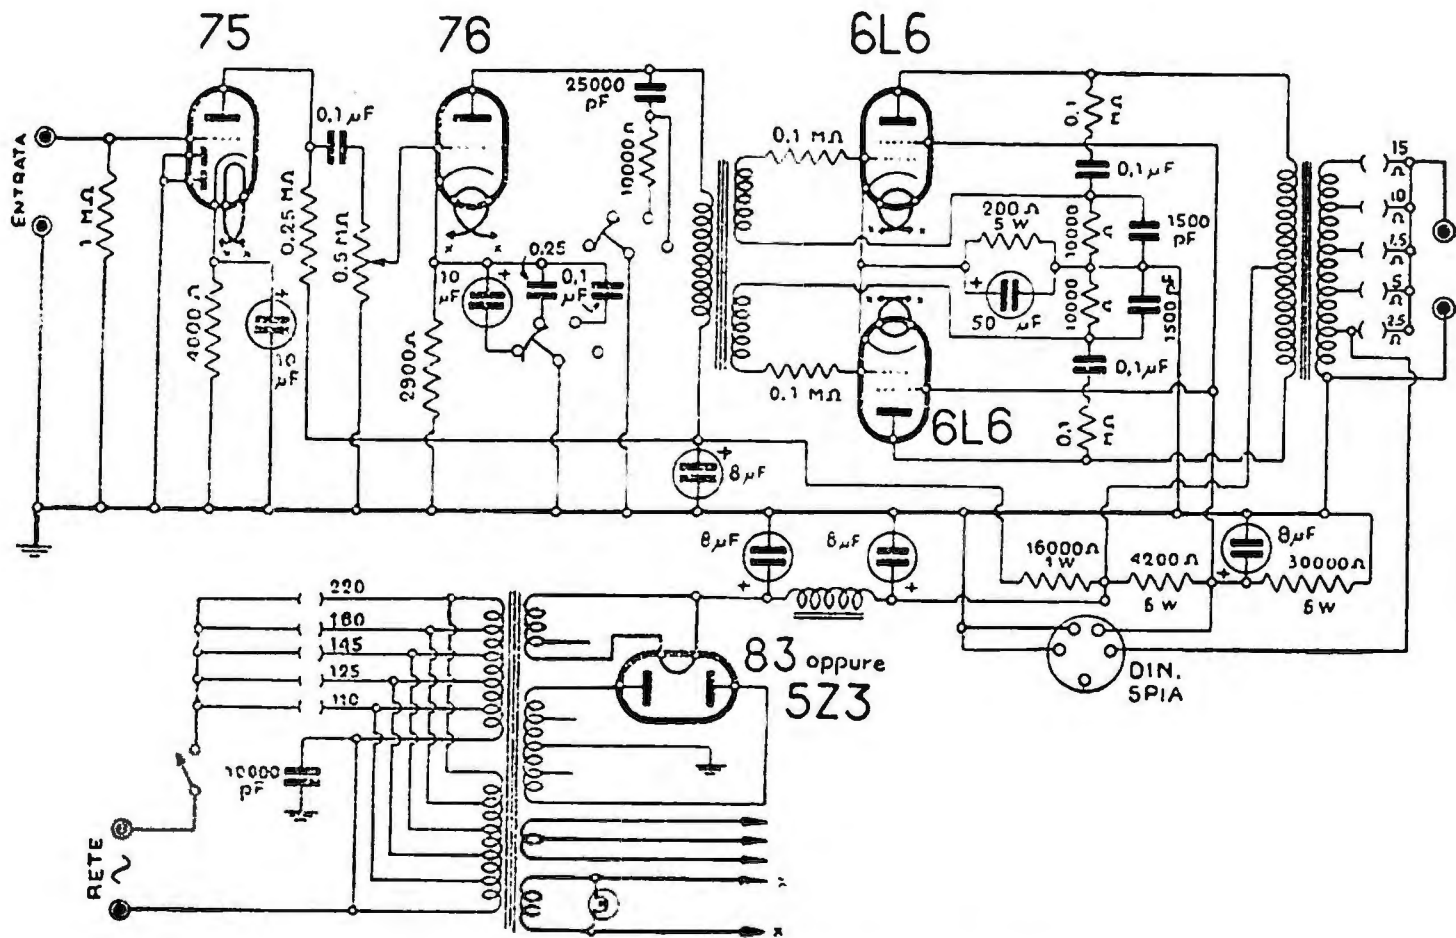 75
76
6L6
ENTRATA
1 MΩ
0,1 µF
0.25 MΩ
0.5 MΩ
4000 Ω
10 µF
25000 pF
10000 Ω
x x
10 µF
0.25
0,1 µF
2900 Ω
0.1 MΩ
0.1 MΩ
200 Ω 5 W
50 µF
0.1 MΩ
0,1 µF
10000 Ω
10000 Ω
1500 pF
1500 pF
0,1 µF
0,1 MΩ
6L6
15 Ω
10 Ω
7.5 Ω
5 Ω
2.5 Ω
8 µF
8 µF
8 µF
16000 Ω 1 W
4200 Ω 5 W
8 µF
30000 Ω 5 W
220
160
145
125
110
83 oppure
5Z3
DIN. SPIA
10000 pF
RETE
x
x